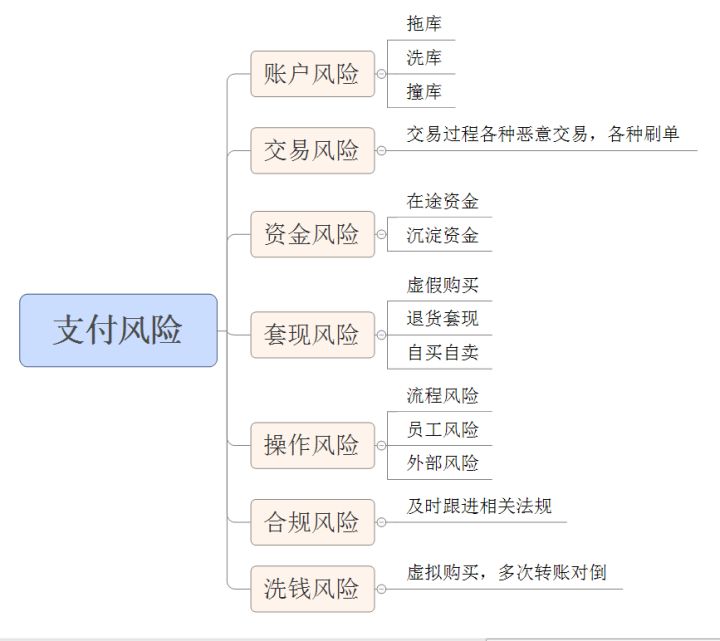 支付风险
账户风险
拖库
洗库
撞库
交易风险
交易过程各种恶意交易，各种刷单
资金风险
在途资金
沉淀资金
套现风险
虚假购买
退货套现
自买自卖
操作风险
流程风险
员工风险
外部风险
合规风险
及时跟进相关法规
洗钱风险
虚拟购买，多次转账对倒